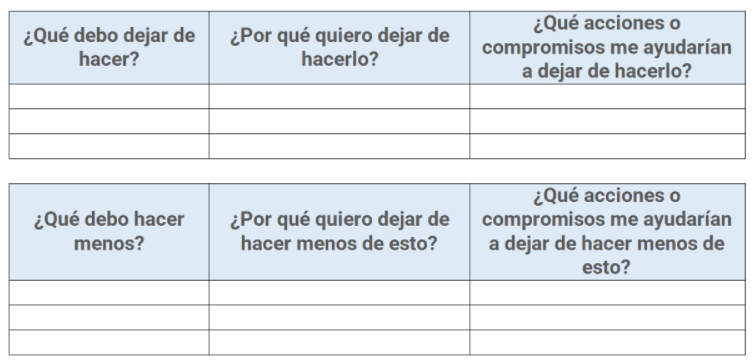 ¿Qué debo dejar de
hacer?
¿Por qué quiero dejar de
hacerlo?
¿Qué acciones o
compromisos me ayudarían
a dejar de hacerlo?
¿Qué debo hacer
menos?
¿Por qué quiero dejar de
hacer menos de esto?
¿Qué acciones o
compromisos me ayudarían
a dejar de hacer menos de
esto?